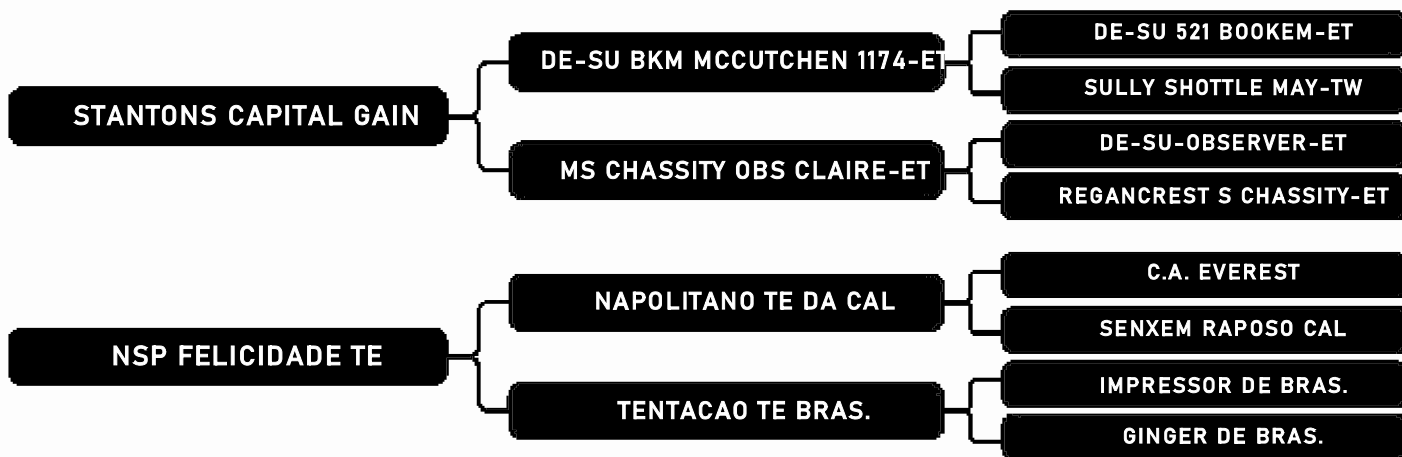 DE-SU 521 BOOKEM-ET
DE-SU BKM MCCUTCHEN 1174-ET
SULLY SHOTTLE MAY-TW
STANTONS CAPITAL GAIN
DE-SU-OBSERVER-ET
MS CHASSITY OBS CLAIRE-ET
REGANCREST S CHASSITY-ET
C.A. EVEREST
NAPOLITANO TE DA CAL
SENXEM RAPOSO CAL
NSP FELICIDADE TE
IMPRESSOR DE BRAS.
TENTACAO TE BRAS.
GINGER DE BRAS.